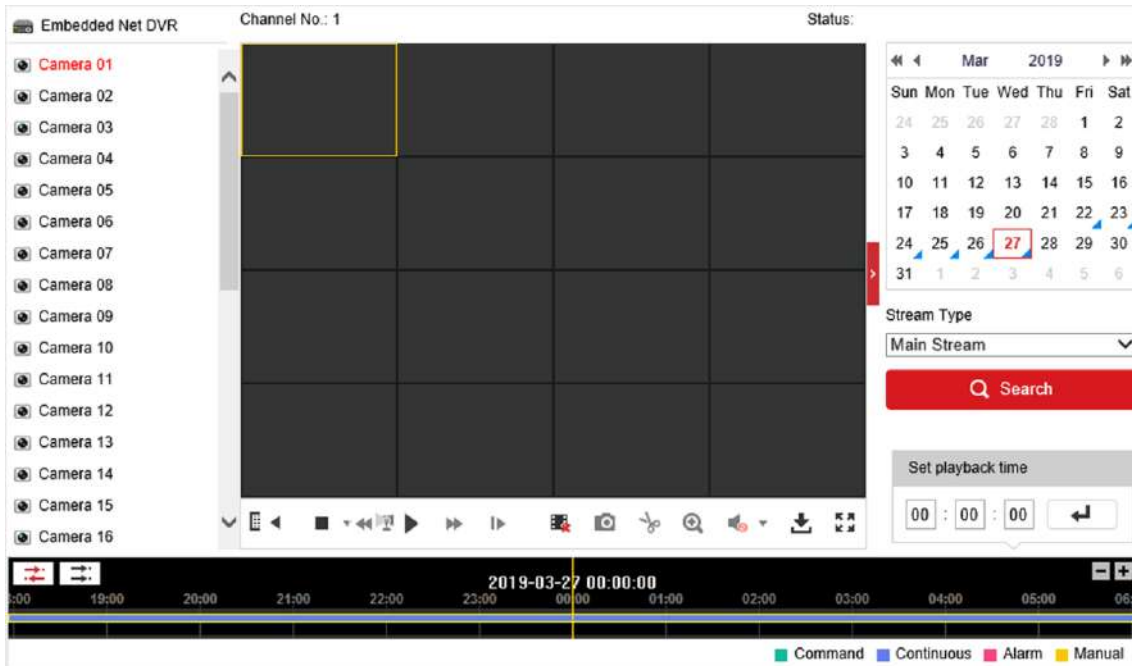 Embedded Net DVR
Channel No.: 1
Status:
Camera 01
Camera 02
Camera 03
Camera 04
Camera 05
Camera 06
Camera 07
Camera 08
Camera 09
Camera 10
Camera 11
Camera 12
Camera 13
Camera 14
Camera 15
Camera 16
Mar 2019
Sun Mon Tue Wed Thu Fri Sat
24 25 26 27 28 1 2
3 4 5 6 7 8 9
10 11 12 13 14 15 16
17 18 19 20 21 22 23
24 25 26 27 28 29 30
31 1 2 3 4 5 6
Stream Type
Main Stream
Search
Set playback time
00 : 00 : 00
2019-03-27 00:00:00
:00 19:00 20:00 21:00 22:00 23:00 00:00 01:00 02:00 03:00 04:00 05:00 06:
Command Continuous Alarm Manual